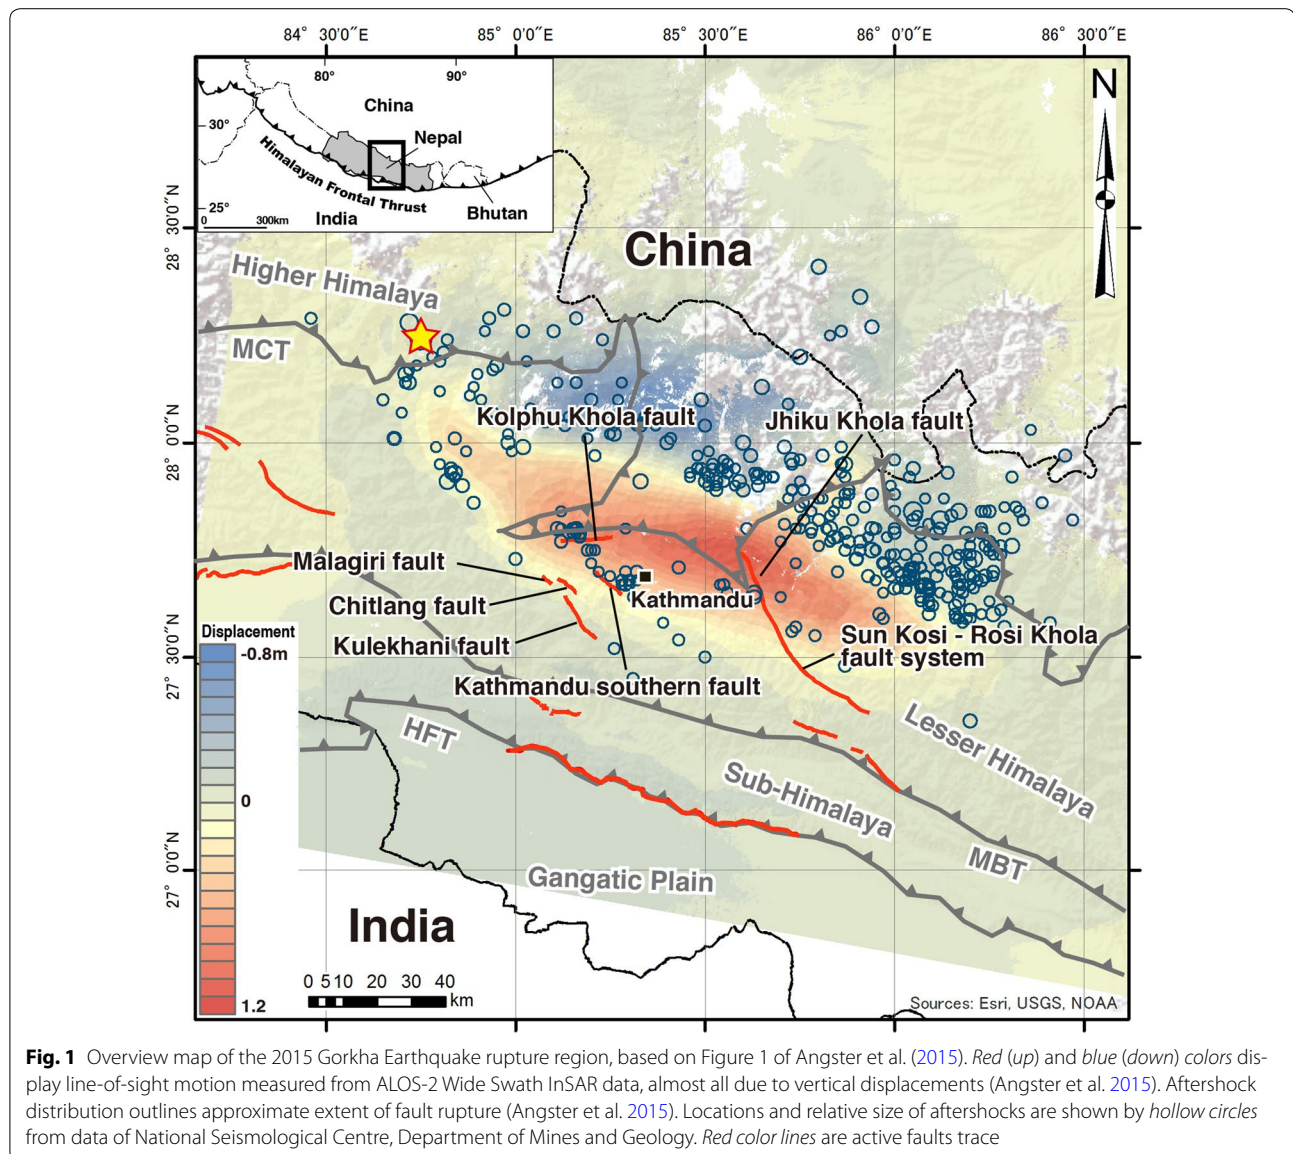 84° 30'0"E
85° 0'0"E
85° 30'0"E
86° 0'0"E
86° 30'0"E
80°
90°
China
30°
Nepal
Himalayan Frontal Thrust
25°
0
300km
India
Bhutan
N
28° 30'0"N
China
Higher Himalaya
MCT
28° 0'0"N
Kolphu Khola fault
Jhiku Khola fault
Malagiri fault
Chitlang fault
Kathmandu
Kulekhani fault
Sun Kosi - Rosi Khola
fault system
Kathmandu southern fault
27° 30'0"N
Displacement
-0.8m
0
1.2
HFT
Lesser Himalaya
Sub-Himalaya
MBT
27° 0'0"N
Gangatic Plain
India
0 5 10 20 30 40
km
Sources: Esri, USGS, NOAA
Fig. 1 Overview map of the 2015 Gorkha Earthquake rupture region, based on Figure 1 of Angster et al. (2015). Red (up) and blue (down) colors dis-
play line-of-sight motion measured from ALOS-2 Wide Swath InSAR data, almost all due to vertical displacements (Angster et al. 2015). Aftershock
distribution outlines approximate extent of fault rupture (Angster et al. 2015). Locations and relative size of aftershocks are shown by hollow circles
from data of National Seismological Centre, Department of Mines and Geology. Red color lines are active faults trace